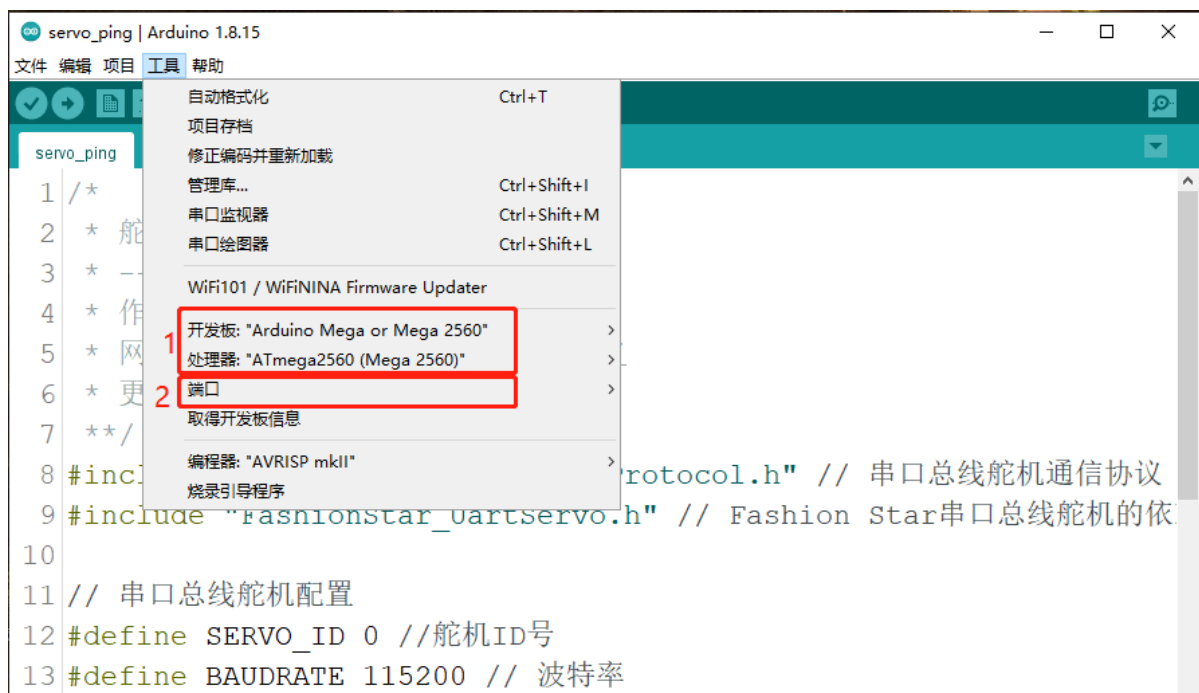 servo_ping | Arduino 1.8.15
文件 编辑 项目 工具 帮助
自动格式化 Ctrl+T
项目存档
修正编码并重新加载
管理库... Ctrl+Shift+I
串口监视器 Ctrl+Shift+M
串口绘图器 Ctrl+Shift+L
WiFi101 / WiFiNINA Firmware Updater
1
开发板: "Arduino Mega or Mega 2560"
处理器: "ATmega2560 (Mega 2560)"
2
端口
取得开发板信息
编程器: "AVRISP mkII"
烧录引导程序
servo_ping
1 /*
2 * 舵
3 * --
4 * 作
5 * 网
6 * 更
7 **/
8 #incl rotocol.h" // 串口总线舵机通信协议
9 #include "FashionStar_UartServo.h" // Fashion Star串口总线舵机的依
10
11 // 串口总线舵机配置
12 #define SERVO_ID 0 //舵机ID号
13 #define BAUDRATE 115200 // 波特率